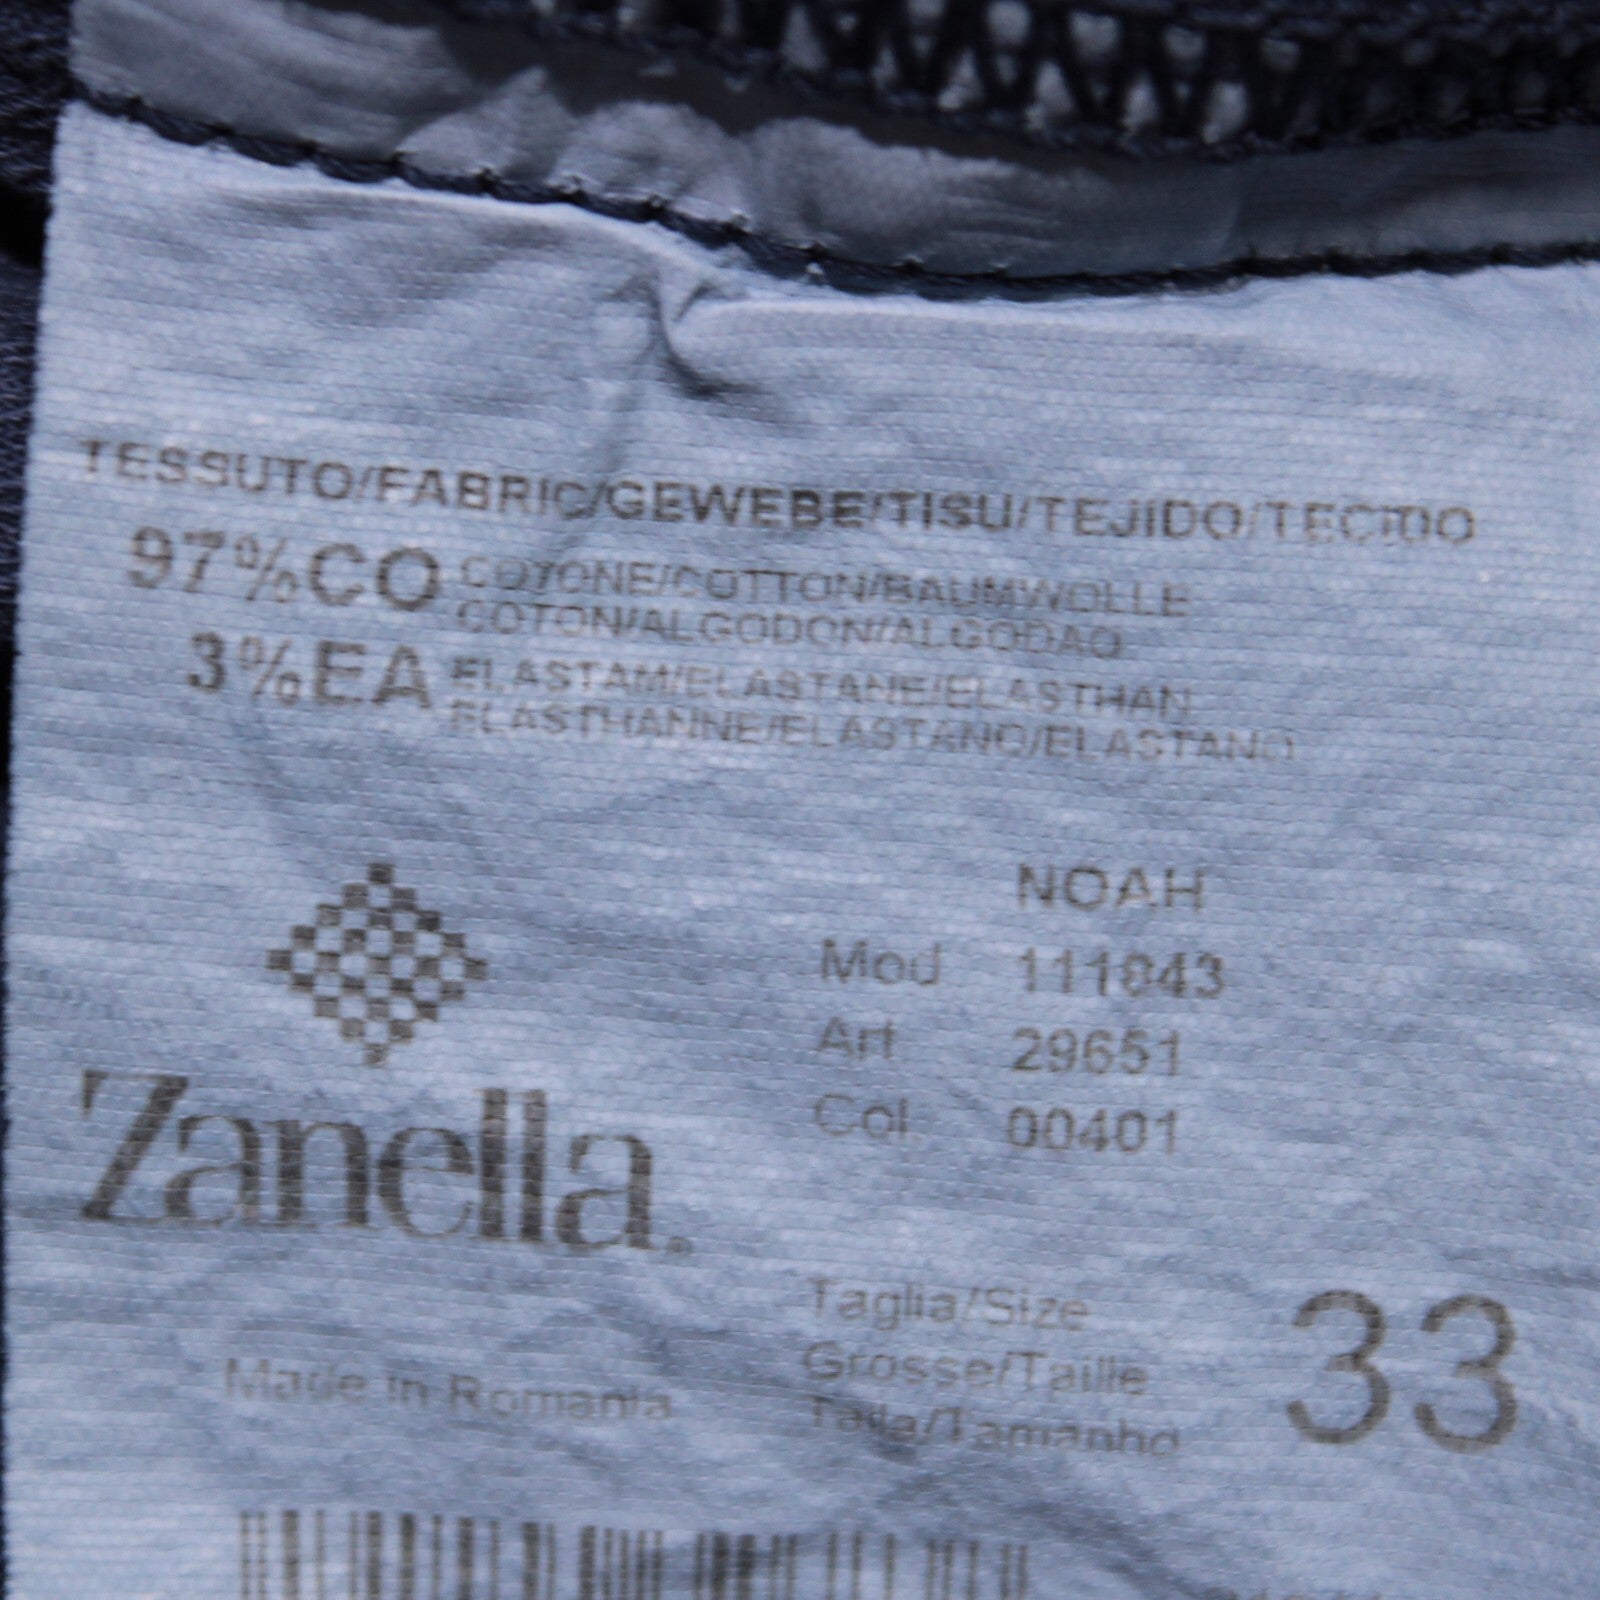 TESSUTO/FABRIC/GEWEBE/TISU/TEJIDO/TECIDO
97%CO COTONE/COTTON/BAUMWOLLE
COTON/ALGODON/ALGODAO
3%EA ELASTAM/ELASTANE/ELASTHAN
ELASTHANNE/ELASTANO/ELASTANO
NOAH
Mod 111043
Art 29651
Col. 00401
Zanella®
Taglia/Size
Grosse/Taille
Talla/Tamanho
33
Made in Romania